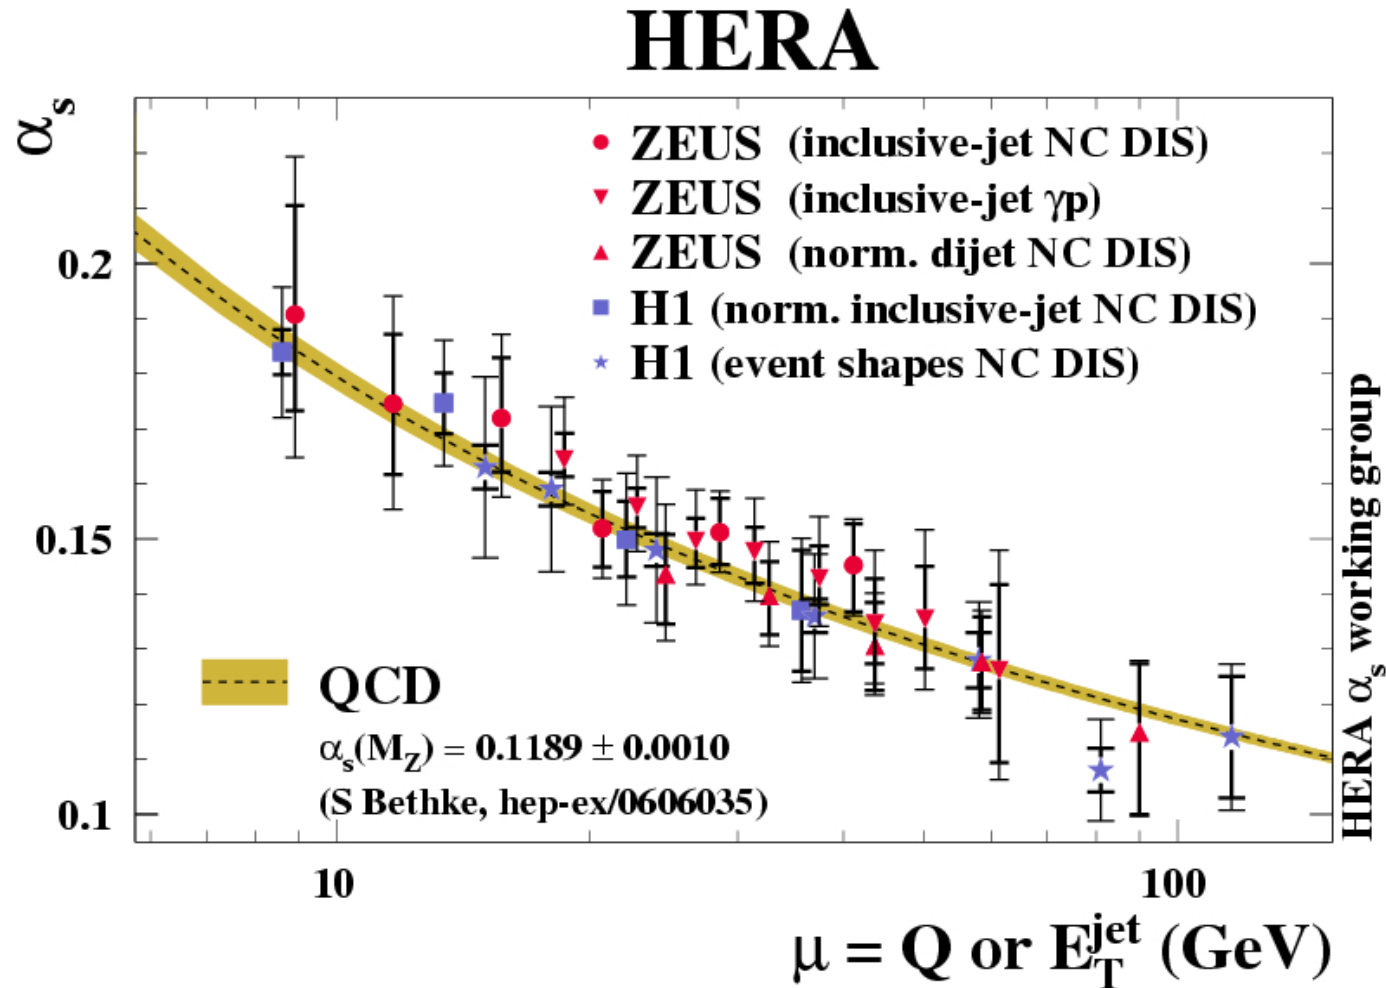 HERA
αs
ZEUS (inclusive-jet NC DIS)
ZEUS (inclusive-jet γp)
ZEUS (norm. dijet NC DIS)
H1 (norm. inclusive-jet NC DIS)
H1 (event shapes NC DIS)
0.2
0.15
0.1
QCD
αs(MZ) = 0.1189 ± 0.0010
(S Bethke, hep-ex/0606035)
HERA αs working group
10
100
μ = Q or ETjet (GeV)